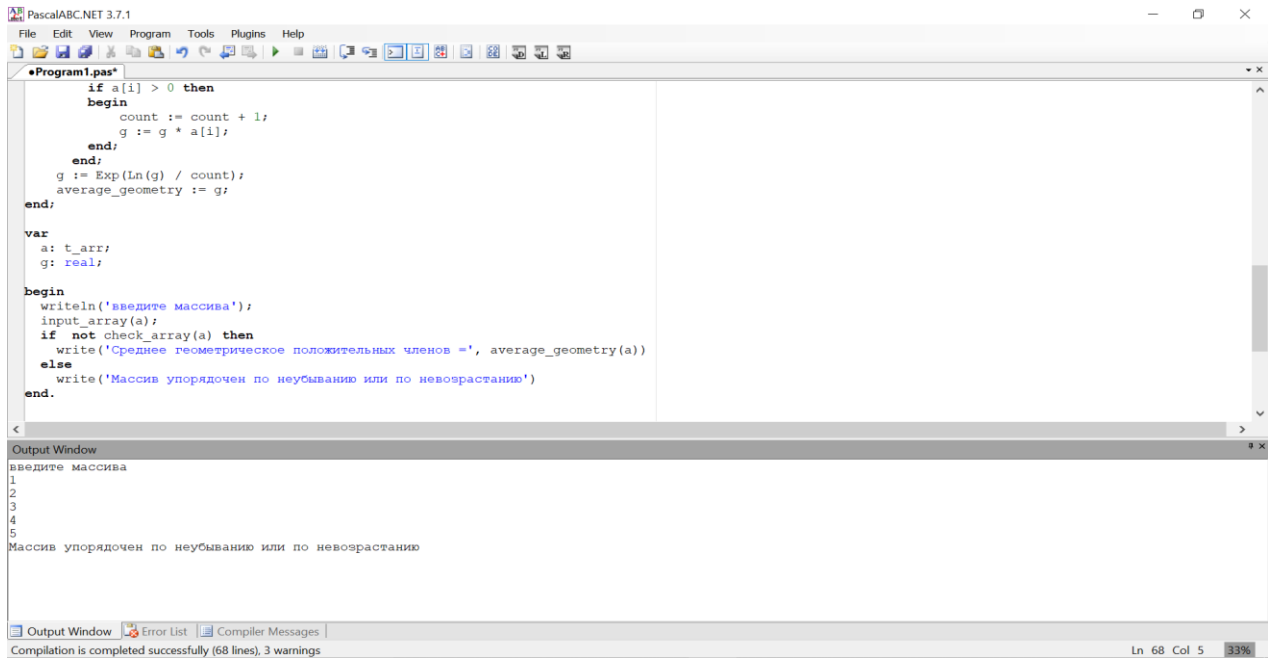 PascalABC.NET 3.7.1
File Edit View Program Tools Plugins Help
•Program1.pas*
if a[i] > 0 then
begin
count := count + 1;
g := g * a[i];
end;
end;
g := Exp(Ln(g) / count);
average_geometry := g;
end;
var
a: t_arr;
g: real;
begin
writeln('введите массива');
input_array(a);
if not check_array(a) then
write('Среднее геометрическое положительных членов =', average_geometry(a))
else
write('Массив упорядочен по неубыванию или по невозрастанию')
end.
Output Window
введите массива
1
2
3
4
5
Массив упорядочен по неубыванию или по невозрастанию
Output Window Error List Compiler Messages
Compilation is completed successfully (68 lines), 3 warnings Ln 68 Col 5 33%